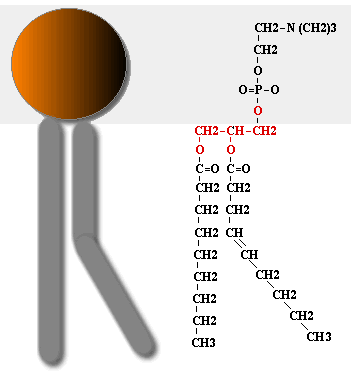 CH2–N (CH2)3
CH2
O
O=P–O
O
CH2–CH–CH2
O O
C=O C=O
CH2 CH2
CH2 CH2
CH2 CH
CH2 CH
CH2 CH2
CH2 CH2
CH2 CH2
CH3 CH3